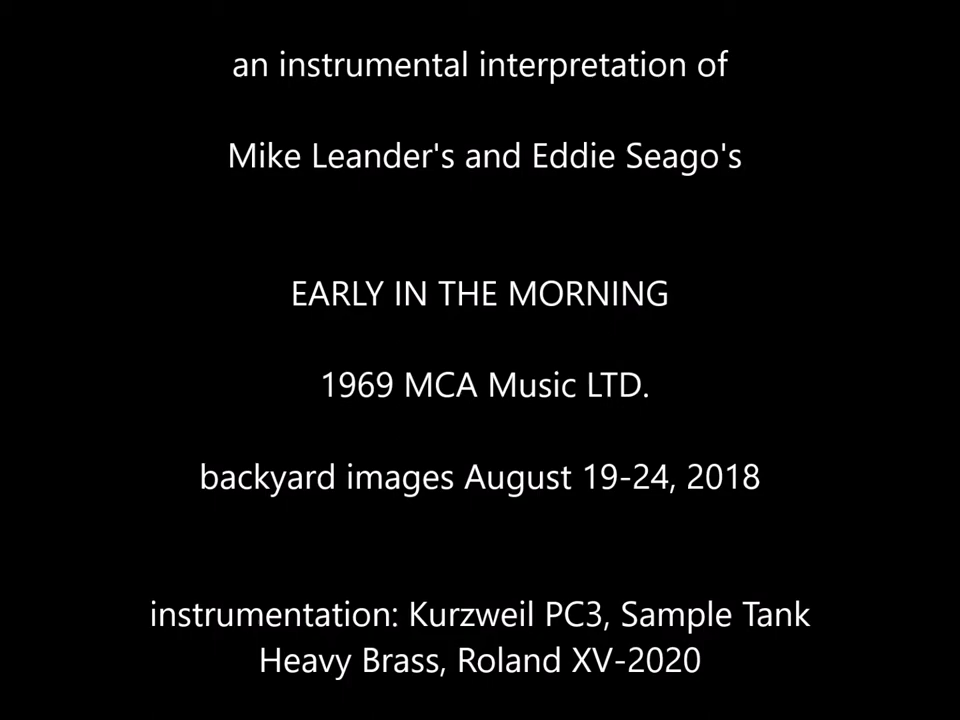 an instrumental interpretation of
Mike Leander's and Eddie Seago's
EARLY IN THE MORNING
1969 MCA Music LTD.
backyard images August 19-24, 2018
instrumentation: Kurzweil PC3, Sample Tank
Heavy Brass, Roland XV-2020